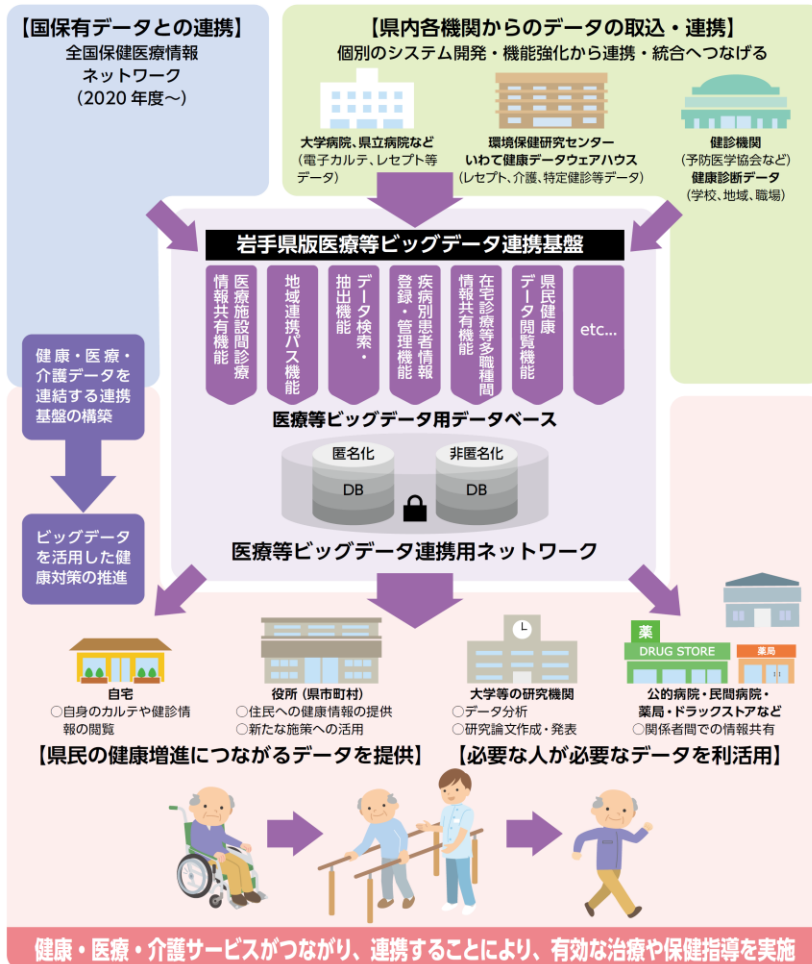 【国保有データとの連携】
全国保健医療情報
ネットワーク
(2020年度～)
【県内各機関からのデータの取込・連携】
個別のシステム開発・機能強化から連携・統合へつなげる
大学病院、県立病院など
(電子カルテ、レセプト等
データ)
環境保健研究センター
いわて健康データウェアハウス
(レセプト、介護、特定健診等データ)
健診機関
(予防医学協会など)
健康診断データ
(学校、地域、職場)
岩手県版医療等ビッグデータ連携基盤
医療施設間診療
情報共有機能
地域連携パス機能
データ検索・
抽出機能
疾病別患者情報
登録・管理機能
在宅診療等多職種間
情報共有機能
県民健康
データ閲覧機能
etc...
健康・医療・
介護データを
連結する連携
基盤の構築
ビッグデータ
を活用した健
康対策の推進
医療等ビッグデータ用データベース
匿名化
DB
非匿名化
DB
医療等ビッグデータ連携用ネットワーク
自宅
○自身のカルテや健診情
報の閲覧
役所(県市町村)
○住民への健康情報の提供
○新たな施策への活用
大学等の研究機関
○データ分析
○研究論文作成・発表
薬
DRUG STORE
薬局
公的病院・民間病院・
薬局・ドラックストアなど
○関係者間での情報共有
【県民の健康増進につながるデータを提供】
【必要な人が必要なデータを利活用】
健康・医療・介護サービスがつながり、連携することにより、有効な治療や保健指導を実施